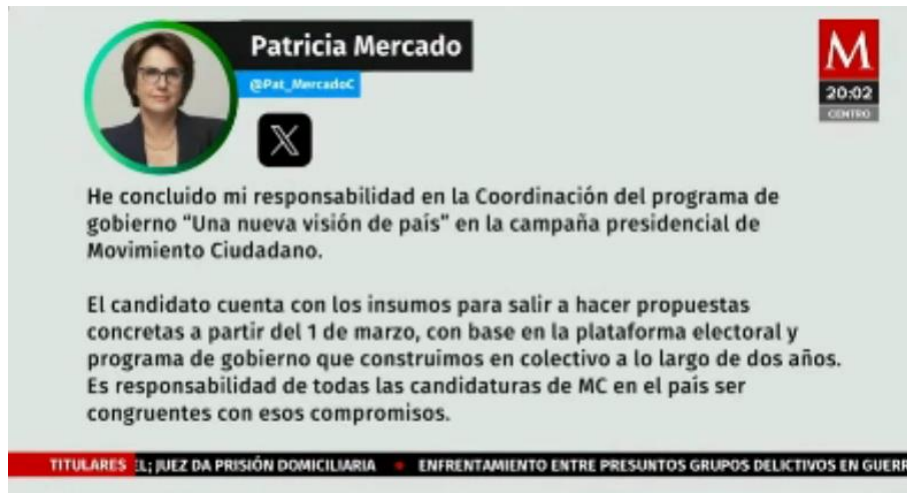 Patricia Mercado
@Pat_MercadoC
M
20:02
CENTRO
He concluido mi responsabilidad en la Coordinación del programa de
gobierno “Una nueva visión de país” en la campaña presidencial de
Movimiento Ciudadano.
El candidato cuenta con los insumos para salir a hacer propuestas
concretas a partir del 1 de marzo, con base en la plataforma electoral y
programa de gobierno que construimos en colectivo a lo largo de dos años.
Es responsabilidad de todas las candidaturas de MC en el país ser
congruentes con esos compromisos.
TITULARES EL; JUEZ DA PRISIÓN DOMICILIARIA • ENFRENTAMIENTO ENTRE PRESUNTOS GRUPOS DELICTIVOS EN GUERR